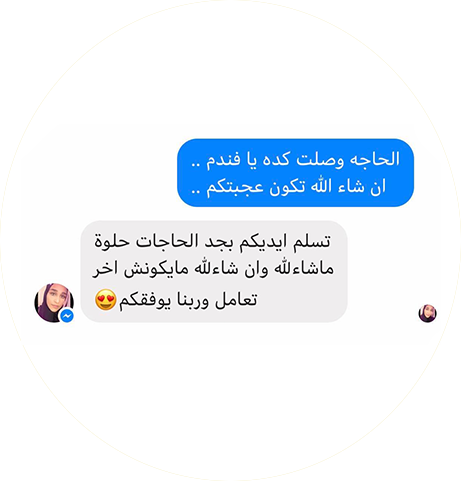 الحاجه وصلت كده يا فندم ..
ان شاء الله تكون عجبتكم ..
تسلم ايديكم بجد الحاجات حلوة
ماشاءلله وان شاءلله مايكونش اخر
تعامل وربنا يوفقكم😍